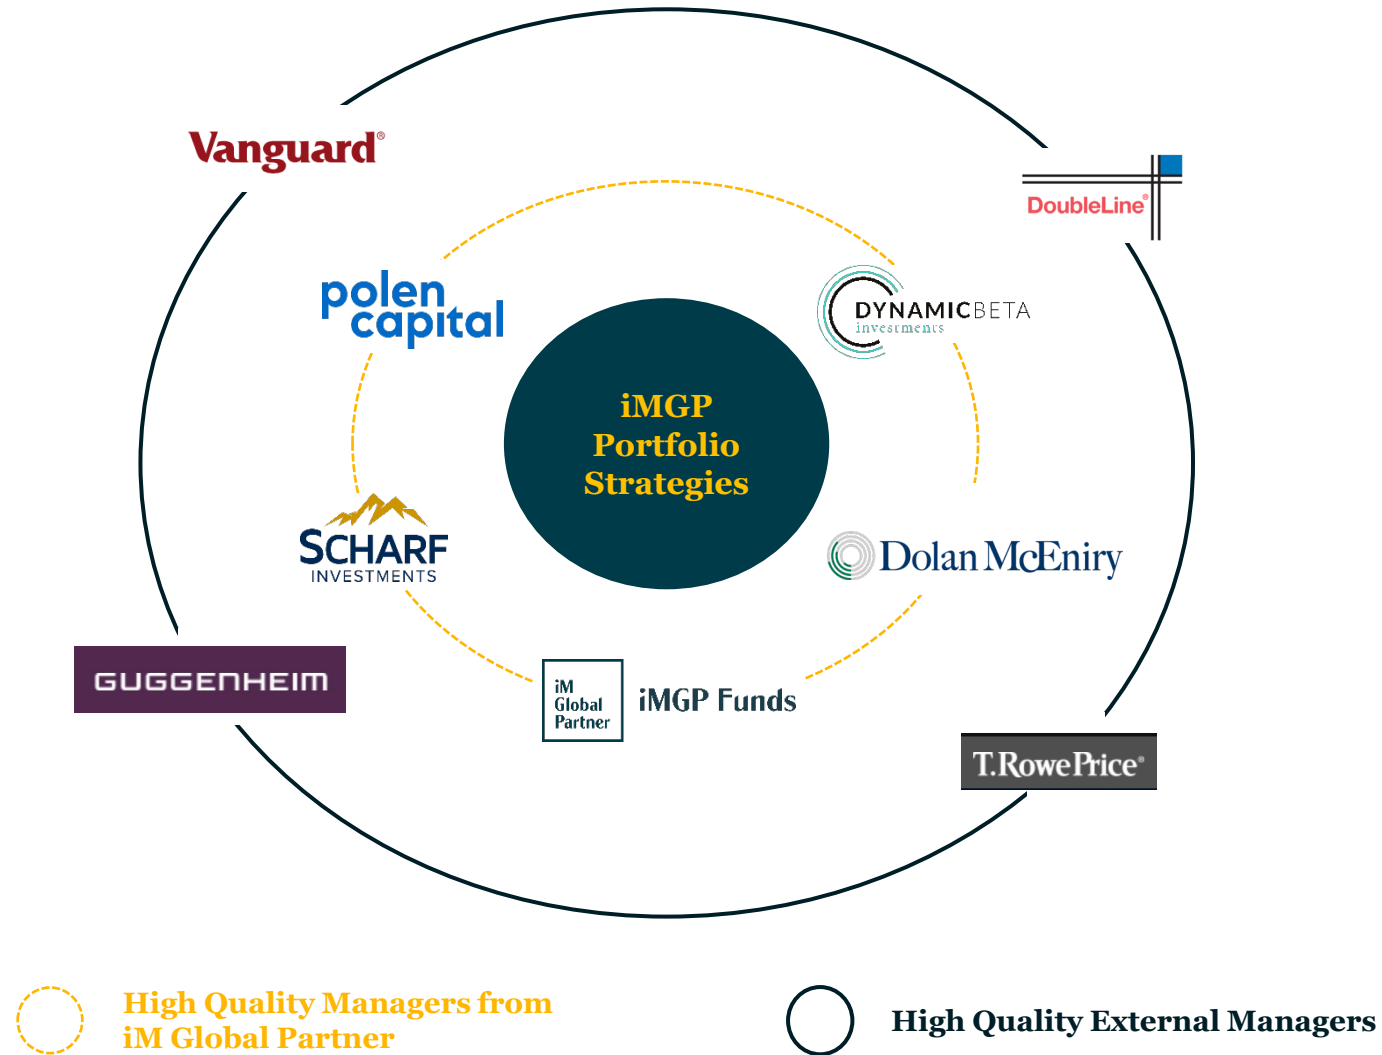 Vanguard®
DoubleLine®
polen
capital
DYNAMICBETA
investments
iMGP
Portfolio
Strategies
SCHARF
INVESTMENTS
Dolan McEniry
GUGGENHEIM
iM
Global
Partner
iMGP Funds
T.RowePrice®
High Quality Managers from
iM Global Partner
High Quality External Managers